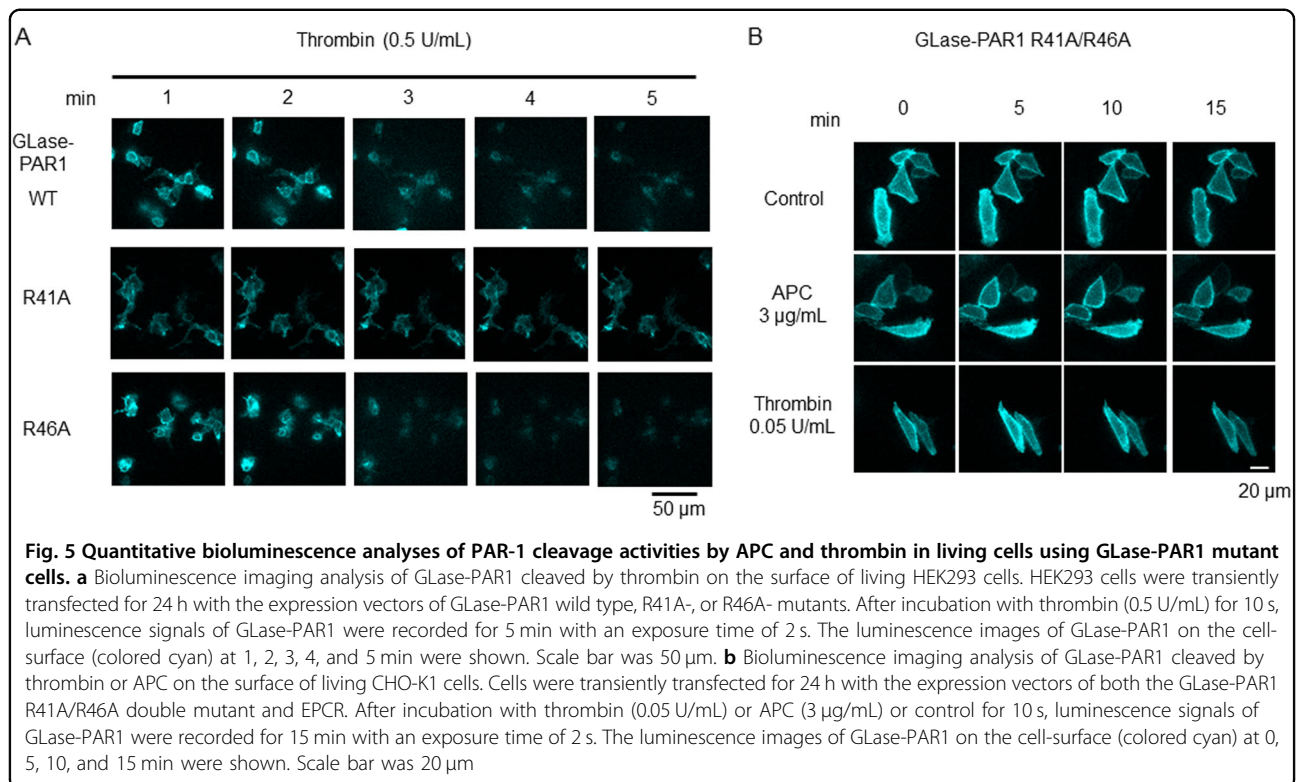 A
Thrombin (0.5 U/mL)
min 1 2 3 4 5
GLase-
PAR1
WT
R41A
R46A
50 µm
B
GLase-PAR1 R41A/R46A
min 0 5 10 15
Control
APC
3 µg/mL
Thrombin
0.05 U/mL
20 µm
Fig. 5 Quantitative bioluminescence analyses of PAR-1 cleavage activities by APC and thrombin in living cells using GLase-PAR1 mutant
cells. a Bioluminescence imaging analysis of GLase-PAR1 cleaved by thrombin on the surface of living HEK293 cells. HEK293 cells were transiently
transfected for 24 h with the expression vectors of GLase-PAR1 wild type, R41A-, or R46A- mutants. After incubation with thrombin (0.5 U/mL) for 10 s,
luminescence signals of GLase-PAR1 were recorded for 5 min with an exposure time of 2 s. The luminescence images of GLase-PAR1 on the cell-
surface (colored cyan) at 1, 2, 3, 4, and 5 min were shown. Scale bar was 50 µm. b Bioluminescence imaging analysis of GLase-PAR1 cleaved by
thrombin or APC on the surface of living CHO-K1 cells. Cells were transiently transfected for 24 h with the expression vectors of both the GLase-PAR1
R41A/R46A double mutant and EPCR. After incubation with thrombin (0.05 U/mL) or APC (3 µg/mL) or control for 10 s, luminescence signals of
GLase-PAR1 were recorded for 15 min with an exposure time of 2 s. The luminescence images of GLase-PAR1 on the cell-surface (colored cyan) at 0,
5, 10, and 15 min were shown. Scale bar was 20 µm